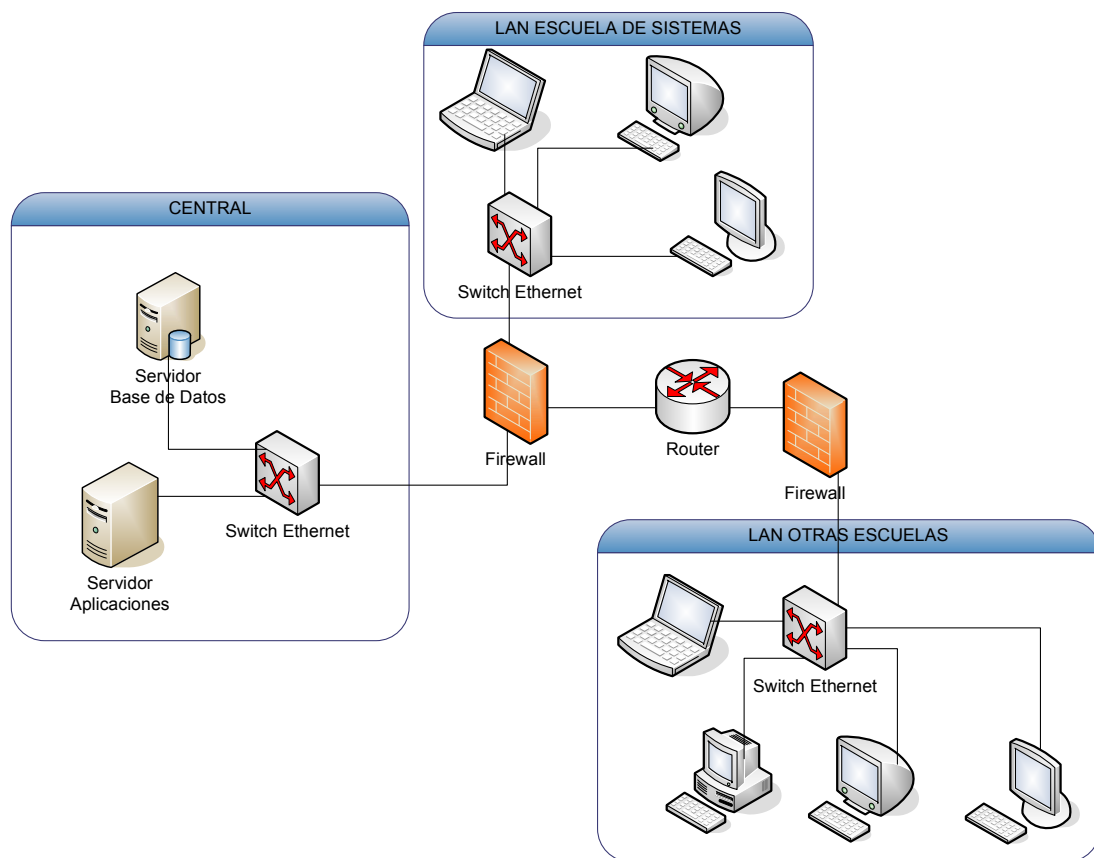 LAN ESCUELA DE SISTEMAS
Switch Ethernet
CENTRAL
Servidor
Base de Datos
Switch Ethernet
Servidor
Aplicaciones
Firewall
Router
Firewall
LAN OTRAS ESCUELAS
Switch Ethernet